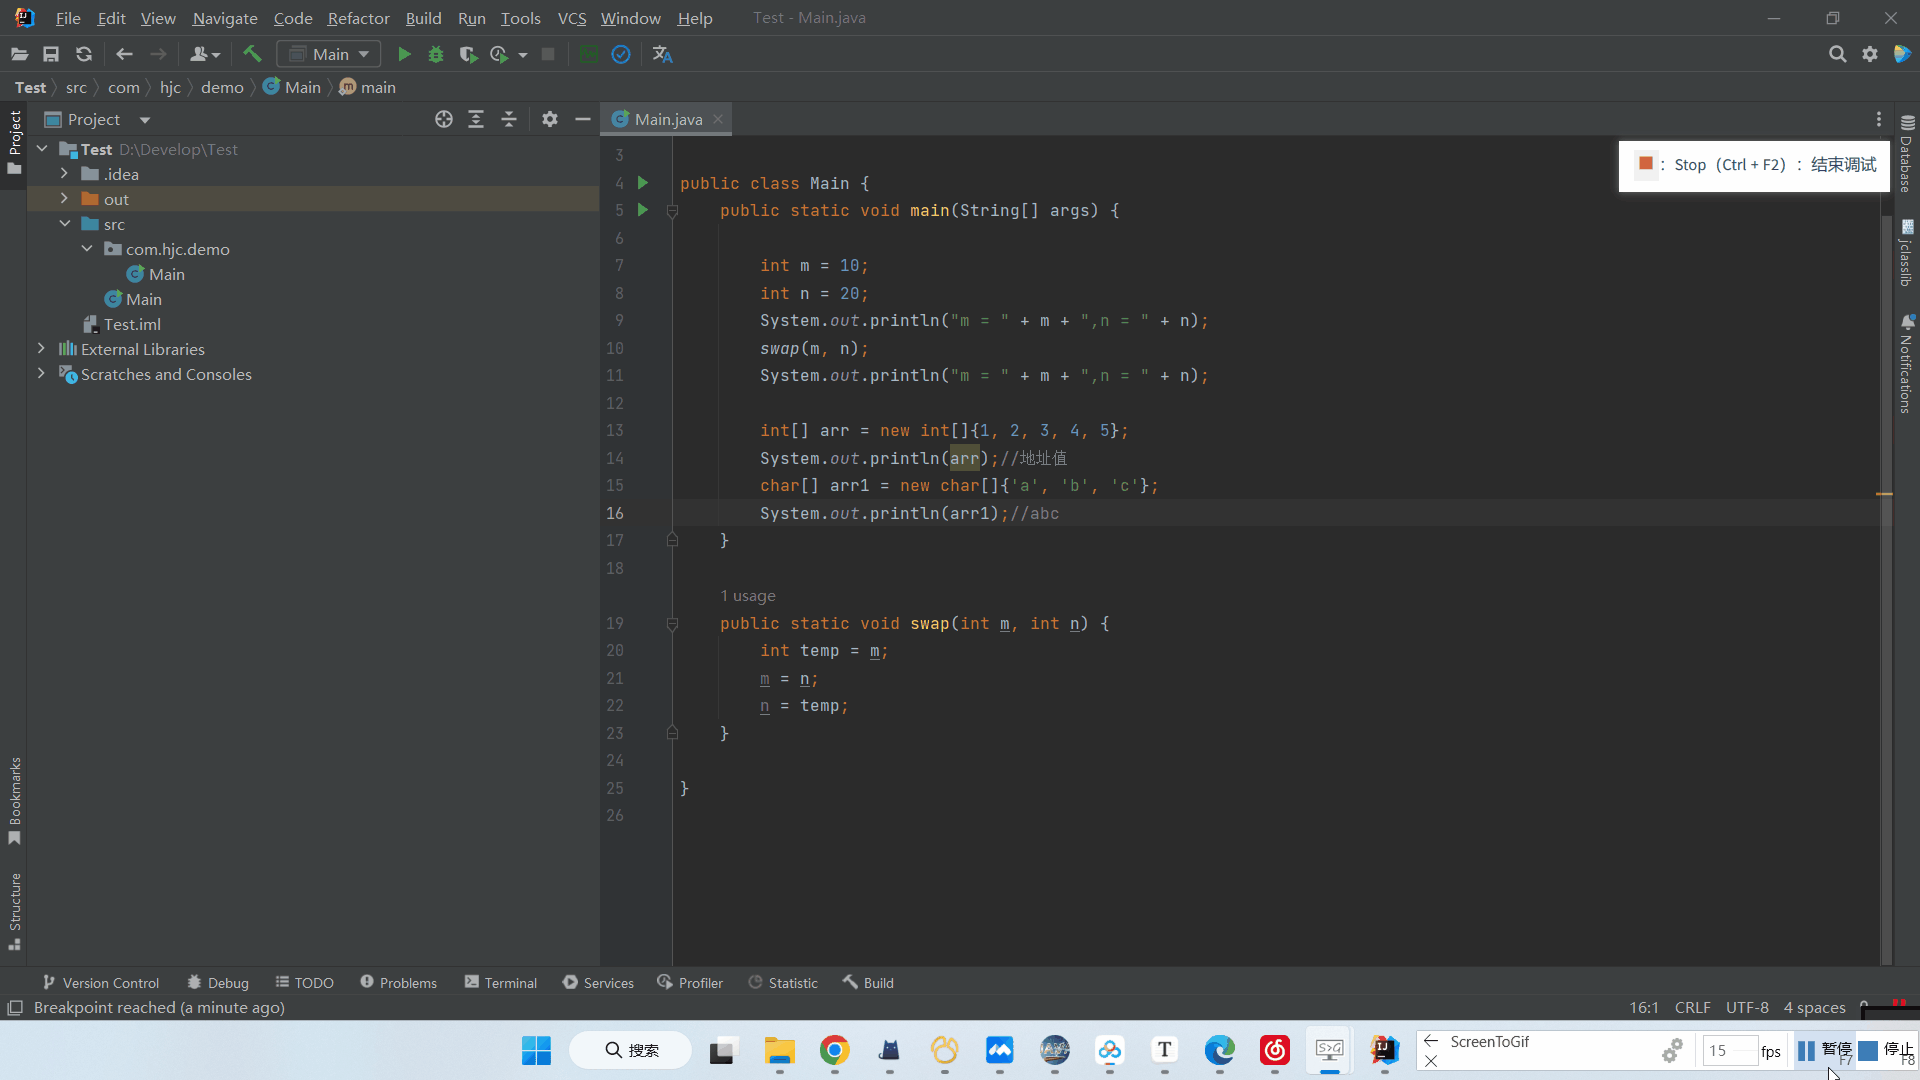 File Edit View Navigate Code Refactor Build Run Tools VCS Window Help Test - Main.java
Main
Test src com hjc demo Main main
Project
Main.java
Project
Test D:\Develop\Test
.idea
out
src
com.hjc.demo
Main
Main
Test.iml
External Libraries
Scratches and Consoles
Bookmarks
Structure
3
4 public class Main {
5 public static void main(String[] args) {
6
7 int m = 10;
8 int n = 20;
9 System.out.println("m = " + m + ",n = " + n);
10 swap(m, n);
11 System.out.println("m = " + m + ",n = " + n);
12
13 int[] arr = new int[]{1, 2, 3, 4, 5};
14 System.out.println(arr);//地址值
15 char[] arr1 = new char[]{'a', 'b', 'c'};
16 System.out.println(arr1);//abc
17 }
18
1 usage
19 public static void swap(int m, int n) {
20 int temp = m;
21 m = n;
22 n = temp;
23 }
24
25 }
26
: Stop（Ctrl + F2）：结束调试
Database
jclasslib
Notifications
Version Control Debug TODO Problems Terminal Services Profiler Statistic Build
Breakpoint reached (a minute ago) 16:1 CRLF UTF-8 4 spaces
搜索
ScreenToGif
15 fps 暂停 F7 停止 F8